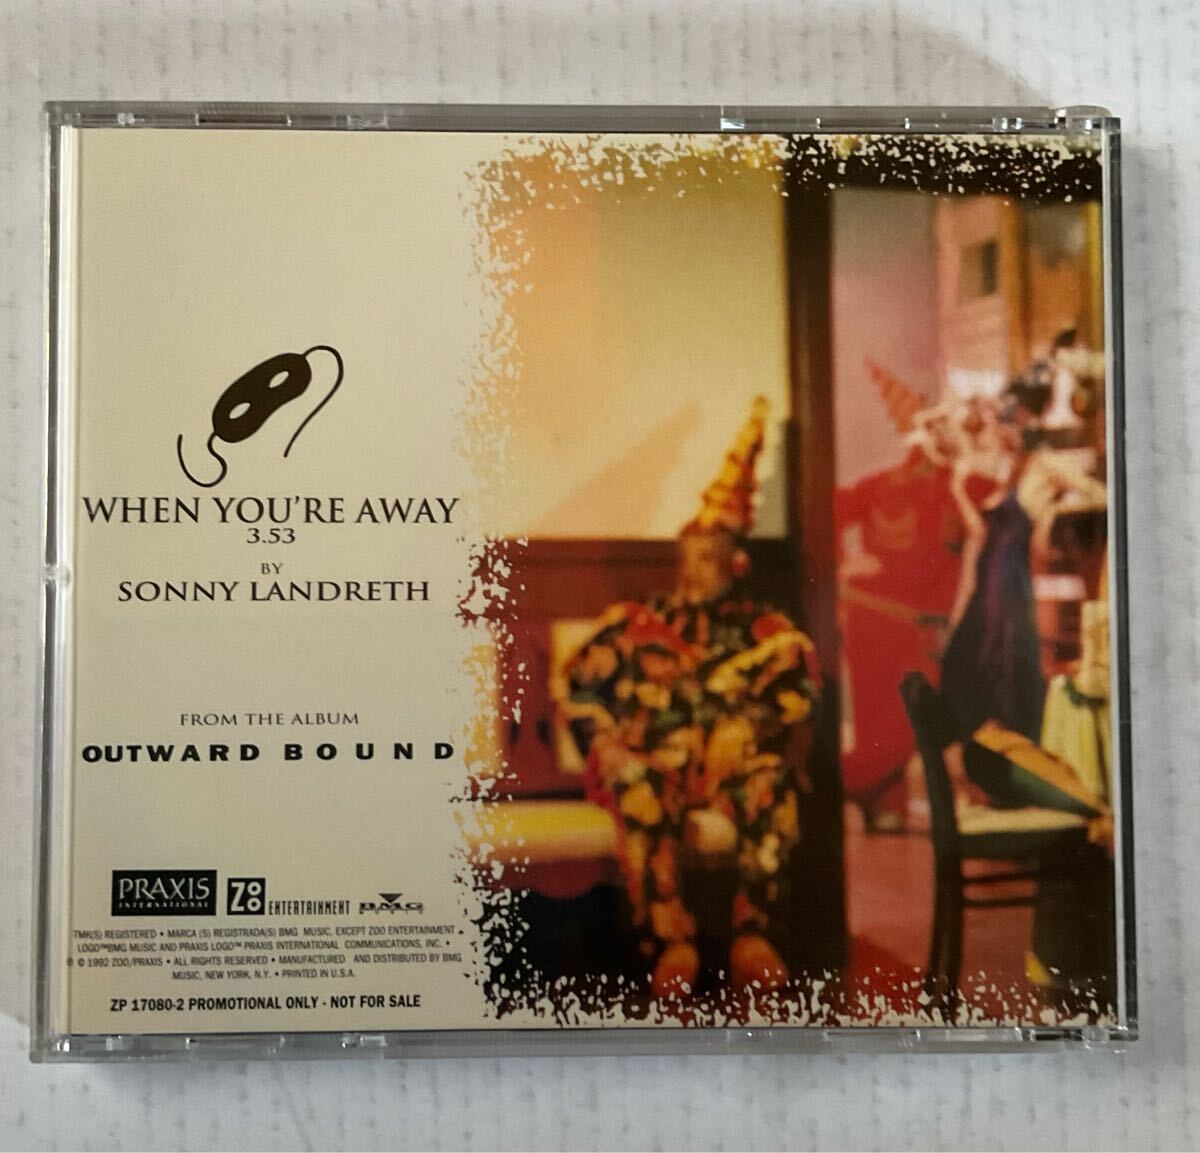 WHEN YOU'RE AWAY
3.53
BY
SONNY LANDRETH
FROM THE ALBUM
OUTWARD BOUND
PRAXIS
INTERNATIONAL
ZOO ENTERTAINMENT
BMG
TMK(S) REGISTERED • MARCA (S) REGISTRADA(S) BMG MUSIC, EXCEPT ZOO ENTERTAINMENT
LOGO™BMG MUSIC AND PRAXIS LOGO™ PRAXIS INTERNATIONAL COMMUNICATIONS, INC. •
℗ © 1992 ZOO/PRAXIS • ALL RIGHTS RESERVED • MANUFACTURED AND DISTRIBUTED BY BMG
MUSIC, NEW YORK, N.Y. • PRINTED IN U.S.A.
ZP 17080-2 PROMOTIONAL ONLY - NOT FOR SALE